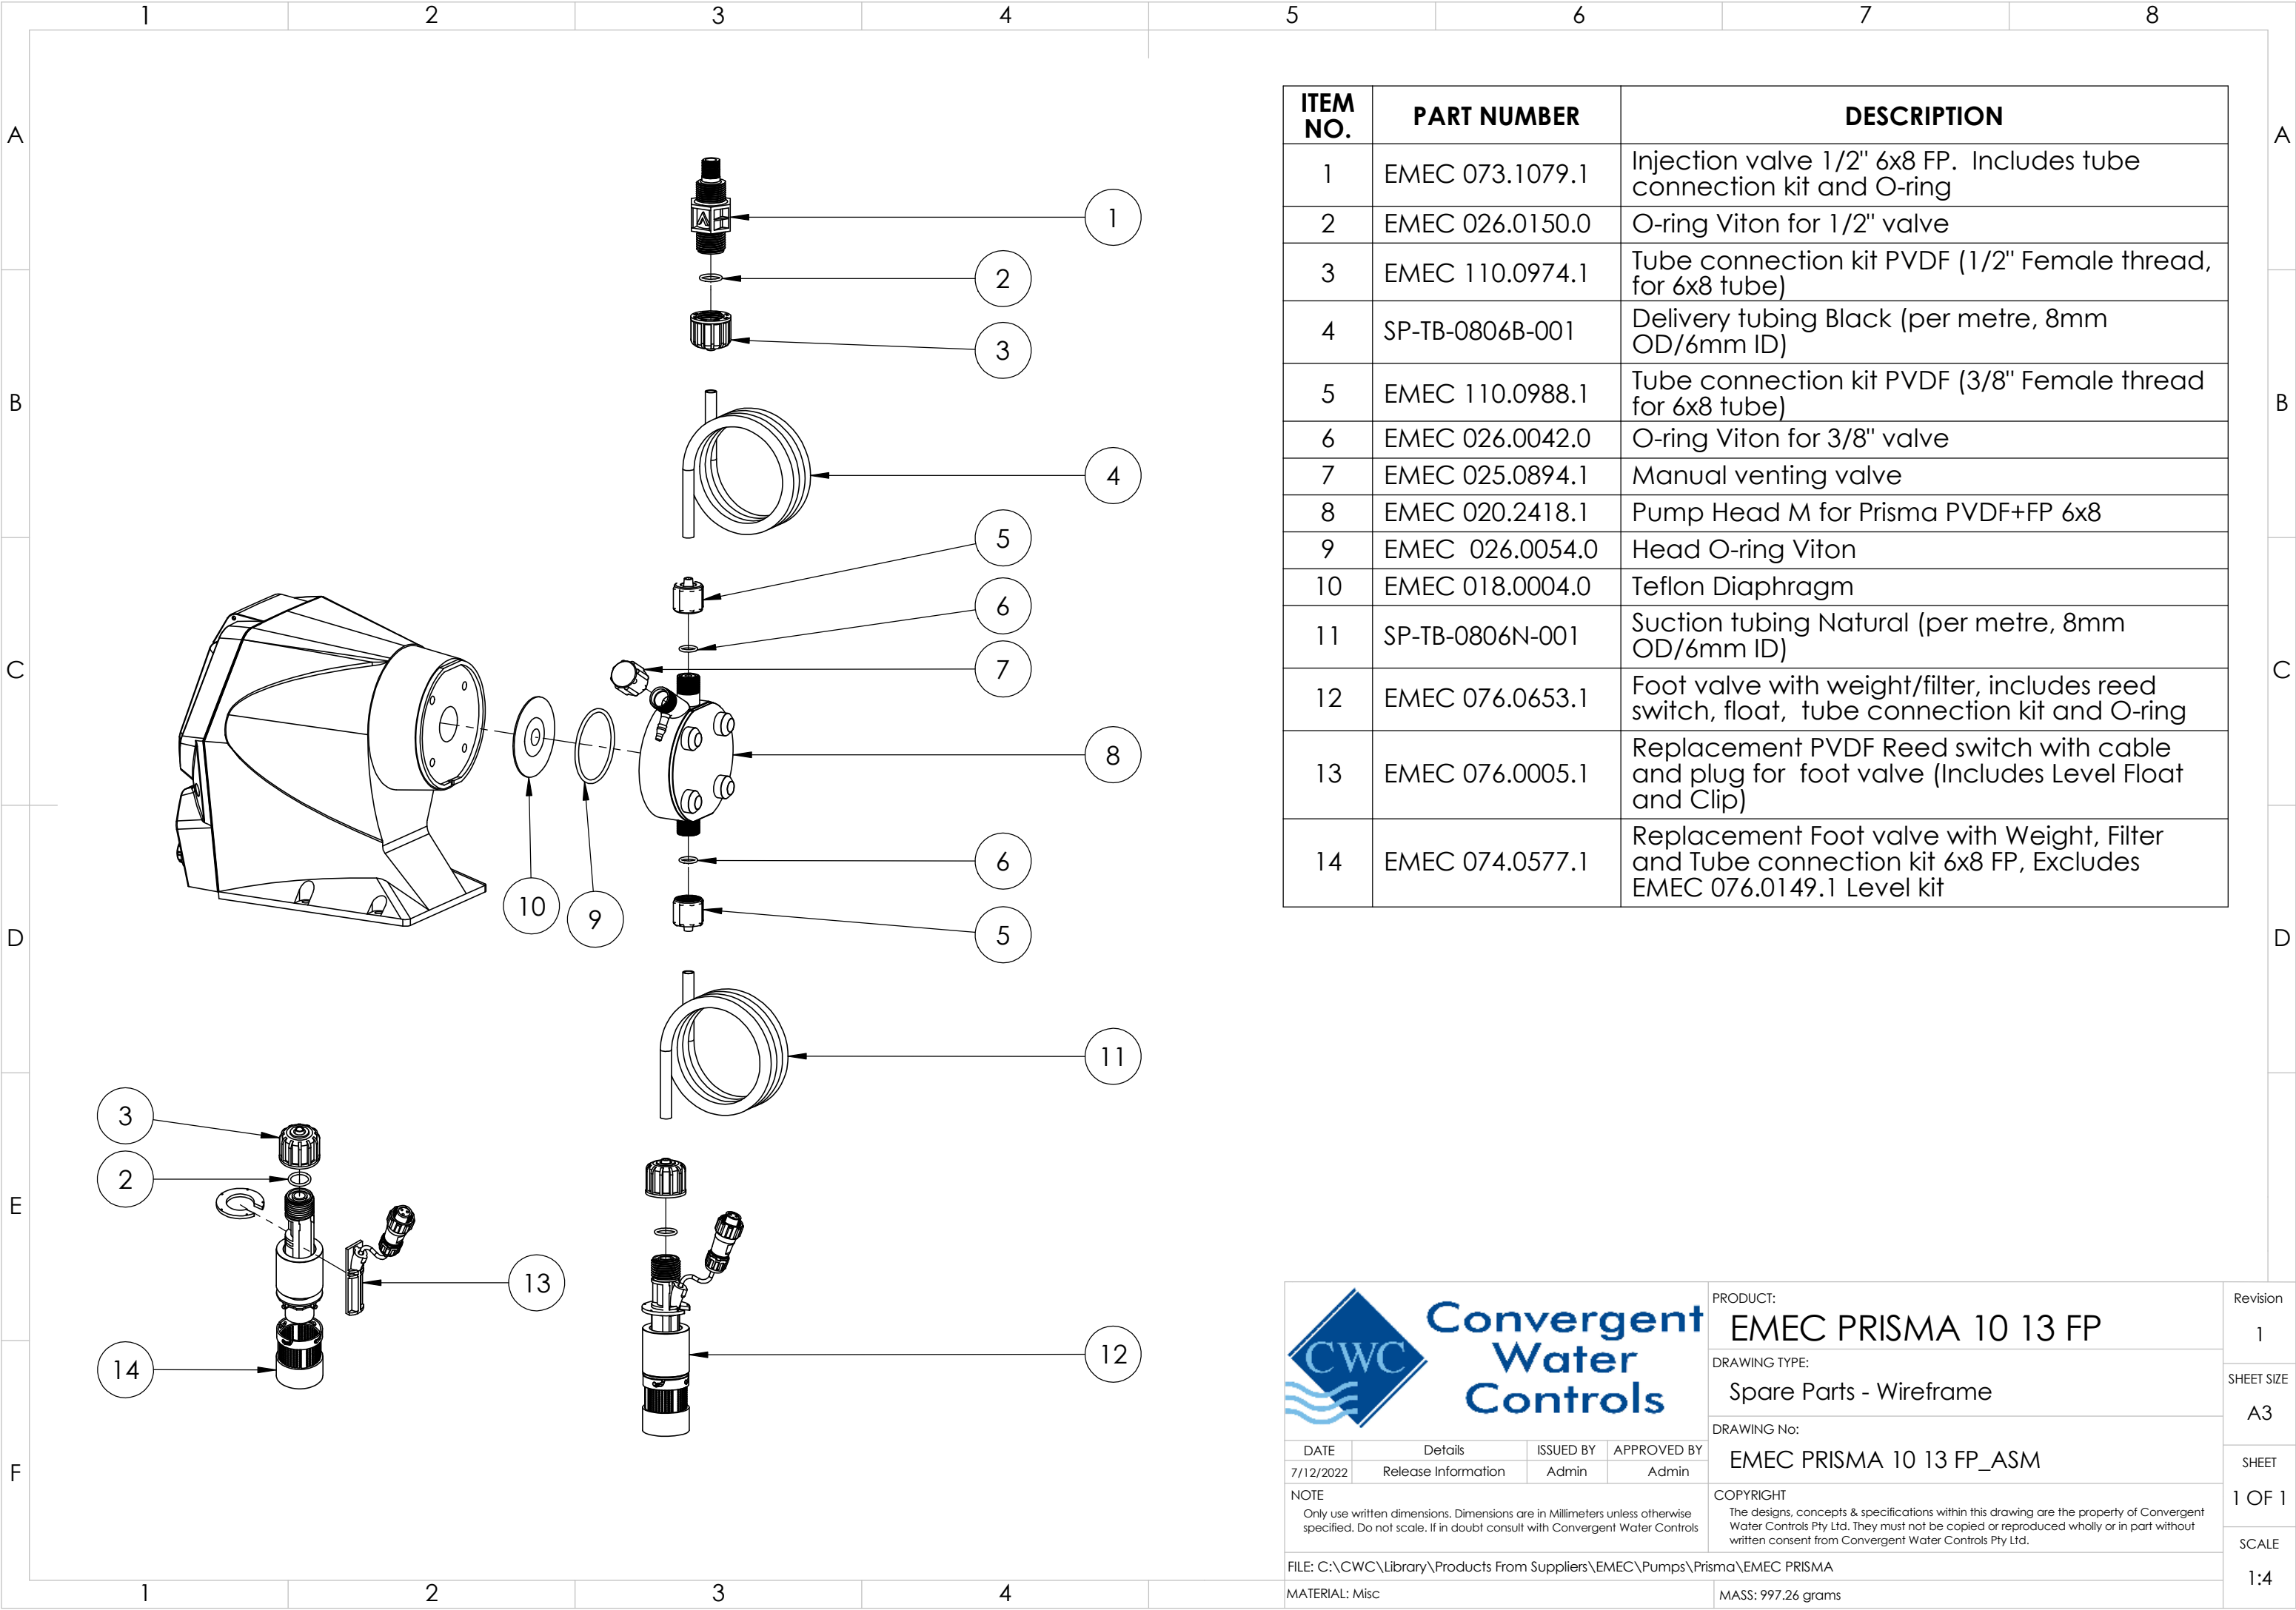 1 2 3 4 5 6 7 8
A A
B B
C C
D D
E
F
1 2 3 4
1
2
3
4
5
6
7
8
10
9
6
5
11
3
2
13
14
12
ITEM NO. PART NUMBER DESCRIPTION
1 EMEC 073.1079.1 Injection valve 1/2" 6x8 FP. Includes tube
connection kit and O-ring
2 EMEC 026.0150.0 O-ring Viton for 1/2" valve
3 EMEC 110.0974.1 Tube connection kit PVDF (1/2" Female thread,
for 6x8 tube)
4 SP-TB-0806B-001 Delivery tubing Black (per metre, 8mm
OD/6mm ID)
5 EMEC 110.0988.1 Tube connection kit PVDF (3/8" Female thread
for 6x8 tube)
6 EMEC 026.0042.0 O-ring Viton for 3/8" valve
7 EMEC 025.0894.1 Manual venting valve
8 EMEC 020.2418.1 Pump Head M for Prisma PVDF+FP 6x8
9 EMEC 026.0054.0 Head O-ring Viton
10 EMEC 018.0004.0 Teflon Diaphragm
11 SP-TB-0806N-001 Suction tubing Natural (per metre, 8mm
OD/6mm ID)
12 EMEC 076.0653.1 Foot valve with weight/filter, includes reed
switch, float, tube connection kit and O-ring
13 EMEC 076.0005.1 Replacement PVDF Reed switch with cable
and plug for foot valve (Includes Level Float
and Clip)
14 EMEC 074.0577.1 Replacement Foot valve with Weight, Filter
and Tube connection kit 6x8 FP, Excludes
EMEC 076.0149.1 Level kit
CWC
Convergent
Water
Controls
PRODUCT:
EMEC PRISMA 10 13 FP
DRAWING TYPE:
Spare Parts - Wireframe
DRAWING No:
EMEC PRISMA 10 13 FP_ASM
Revision
1
SHEET SIZE
A3
SHEET
1 OF 1
SCALE
1:4
DATE Details ISSUED BY APPROVED BY
7/12/2022 Release Information Admin Admin
NOTE
Only use written dimensions. Dimensions are in Millimeters unless otherwise
specified. Do not scale. If in doubt consult with Convergent Water Controls
COPYRIGHT
The designs, concepts & specifications within this drawing are the property of Convergent
Water Controls Pty Ltd. They must not be copied or reproduced wholly or in part without
written consent from Convergent Water Controls Pty Ltd.
FILE: C:\CWC\Library\Products From Suppliers\EMEC\Pumps\Prisma\EMEC PRISMA
MATERIAL: Misc
MASS: 997.26 grams